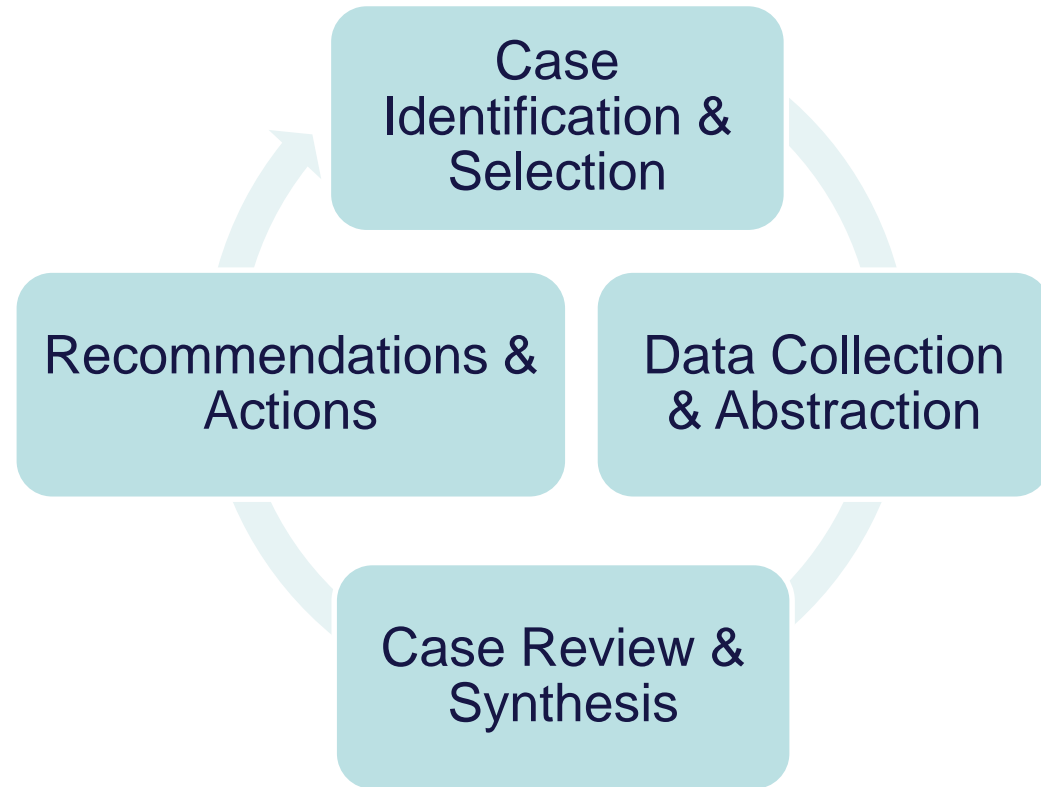 Case
Identification &
Selection
Data Collection
& Abstraction
Case Review &
Synthesis
Recommendations &
Actions